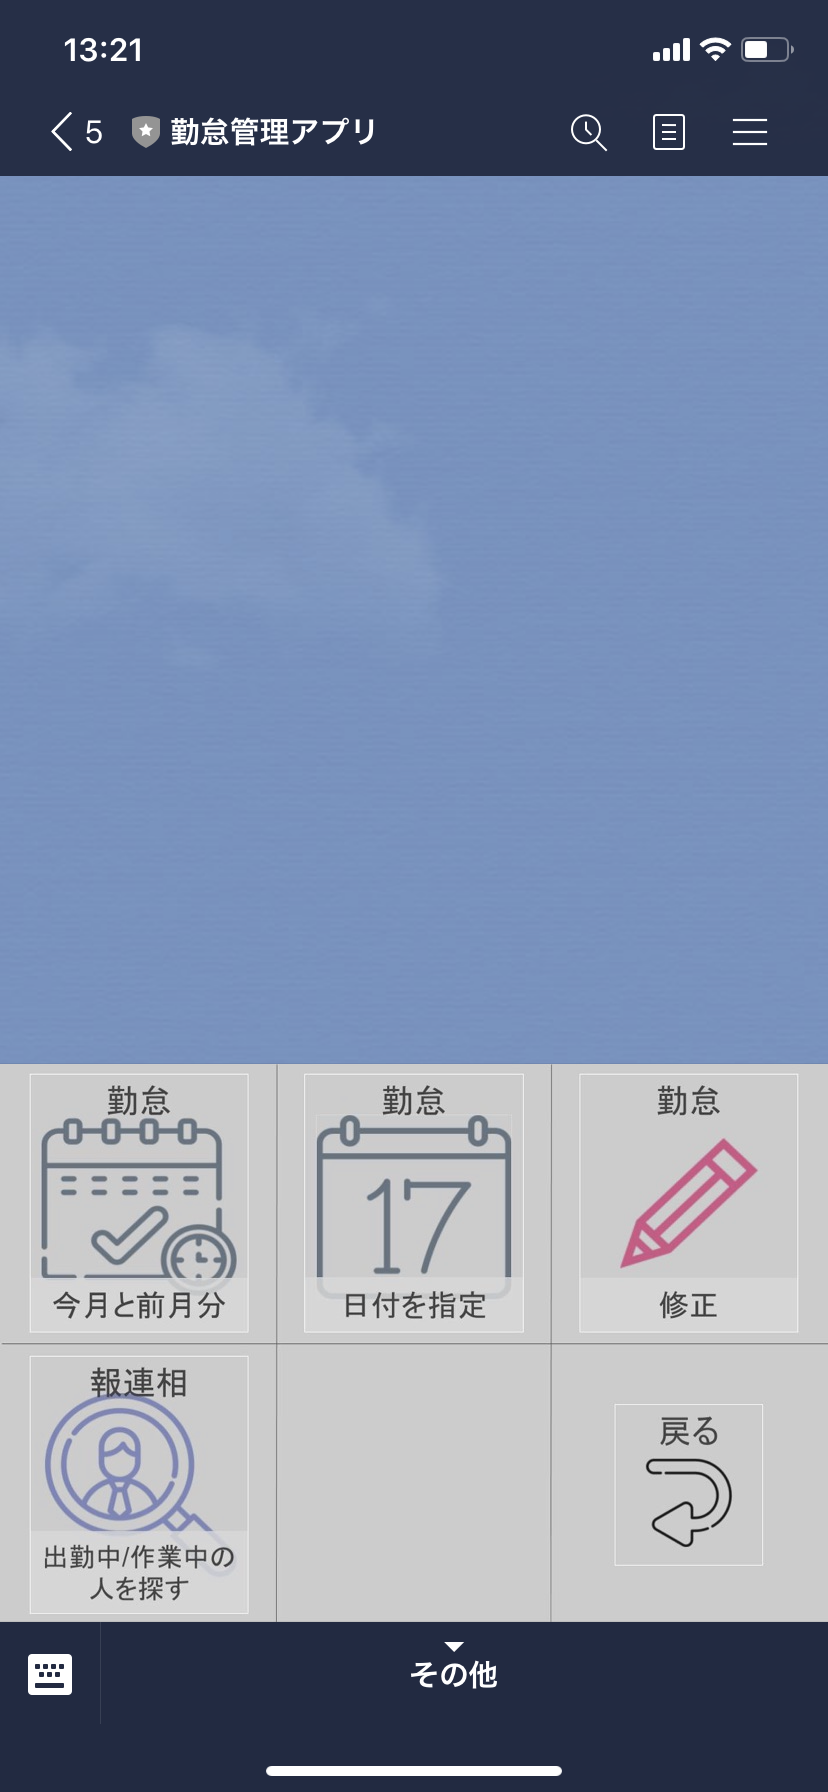 13:21
5 勤怠管理アプリ
勤怠
今月と前月分
勤怠
17
日付を指定
勤怠
修正
報連相
出勤中/作業中の
人を探す
戻る
その他